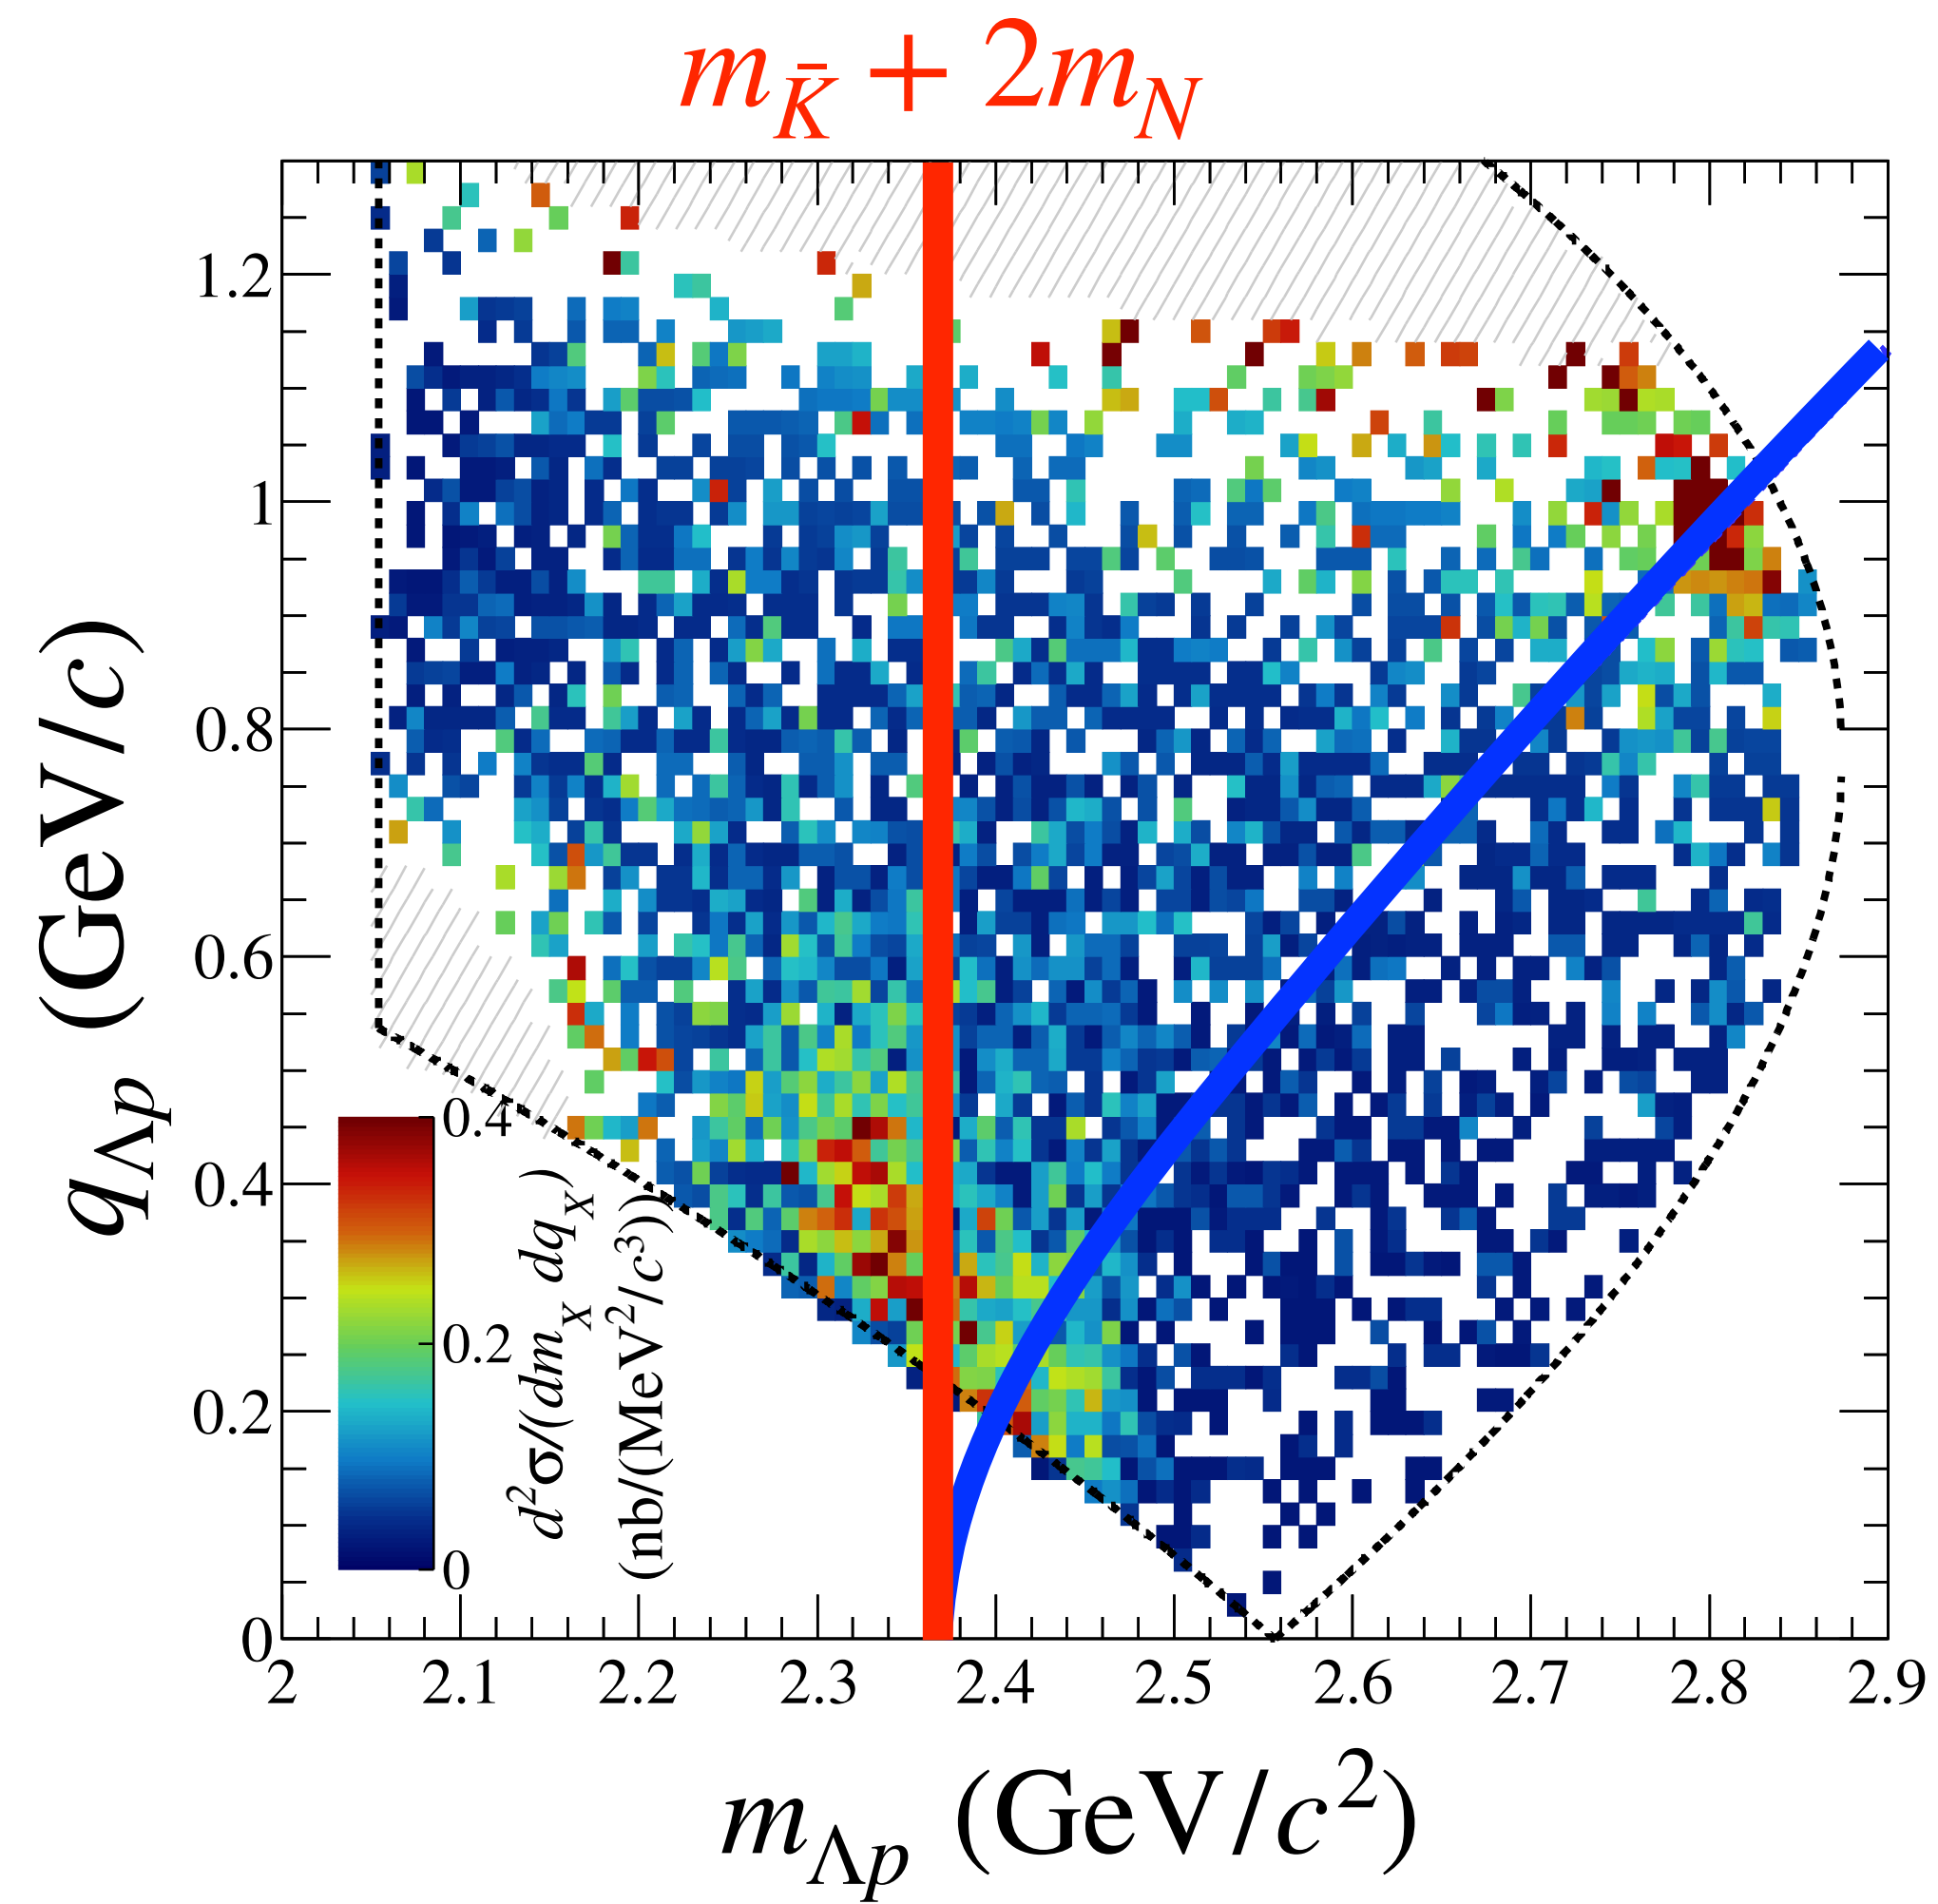 m_K̄ + 2m_N
q_Λp (GeV/c)
1.2
1
0.8
0.6
0.4
0.2
0
0.4
0.2
0
d²σ/(dm_X dq_X)
(nb/(MeV²/c³))
2 2.1 2.2 2.3 2.4 2.5 2.6 2.7 2.8 2.9
m_Λp (GeV/c²)